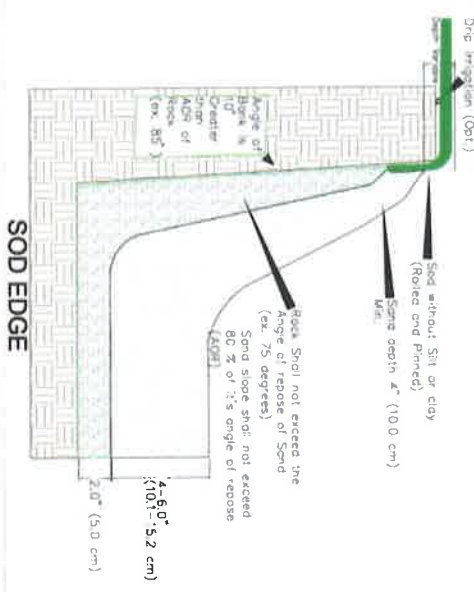 Drip Irrigation (Opt.)
Depth Variable
Angle of
Bank is
10°
Greater
than
AOR of
Rock
(ex. 85°)
Sod without Silt or clay
(Rolled and Pinned)
Sand depth 4" (10.0 cm)
Min.
Rock Shall not exceed the
Angle of repose of Sand
(ex. 75 degrees)
Sand slope shall not exceed
80 % of it's angle of repose
(AOR)
4-6.0"
(10.1-15.2 cm)
2.0" (5.0 cm)
SOD EDGE